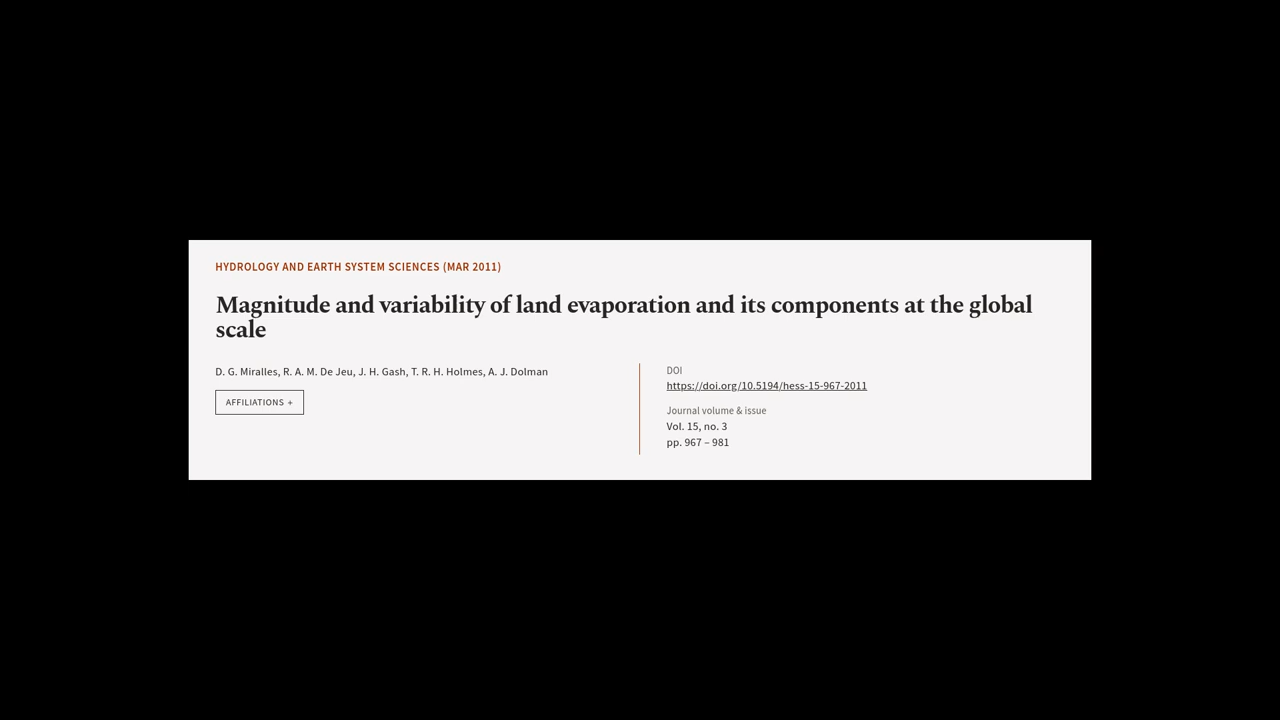 HYDROLOGY AND EARTH SYSTEM SCIENCES (MAR 2011)
Magnitude and variability of land evaporation and its components at the global
scale
D. G. Miralles, R. A. M. De Jeu, J. H. Gash, T. R. H. Holmes, A. J. Dolman
AFFILIATIONS +
DOI
https://doi.org/10.5194/hess-15-967-2011
Journal volume & issue
Vol. 15, no. 3
pp. 967 – 981